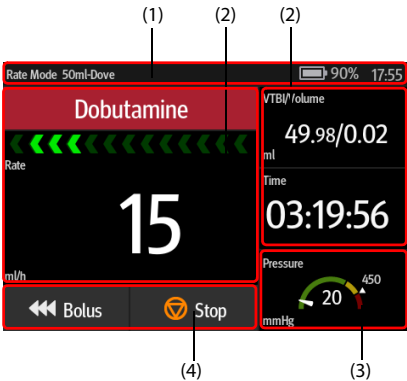 (1) (2) (2)
Rate Mode 50ml-Dove 90% 17:55
Dobutamine
Rate
15
ml/h
VTBI/Volume
49.98/0.02
ml
Time
03:19:56
Pressure
450
20
mmHg
Bolus Stop
(4) (3)